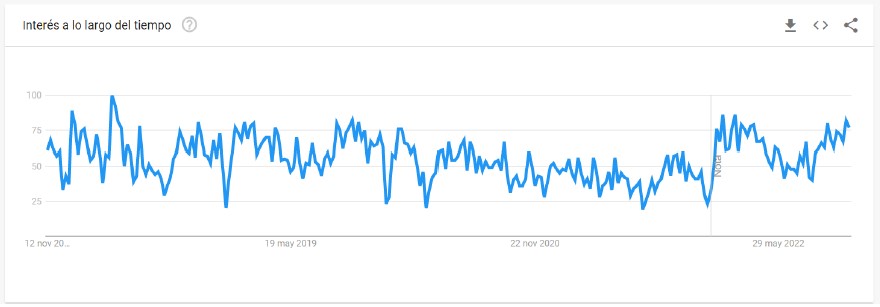 Interés a lo largo del tiempo
100
75
50
25
Nota
12 nov 20...
19 may 2019
22 nov 2020
29 may 2022